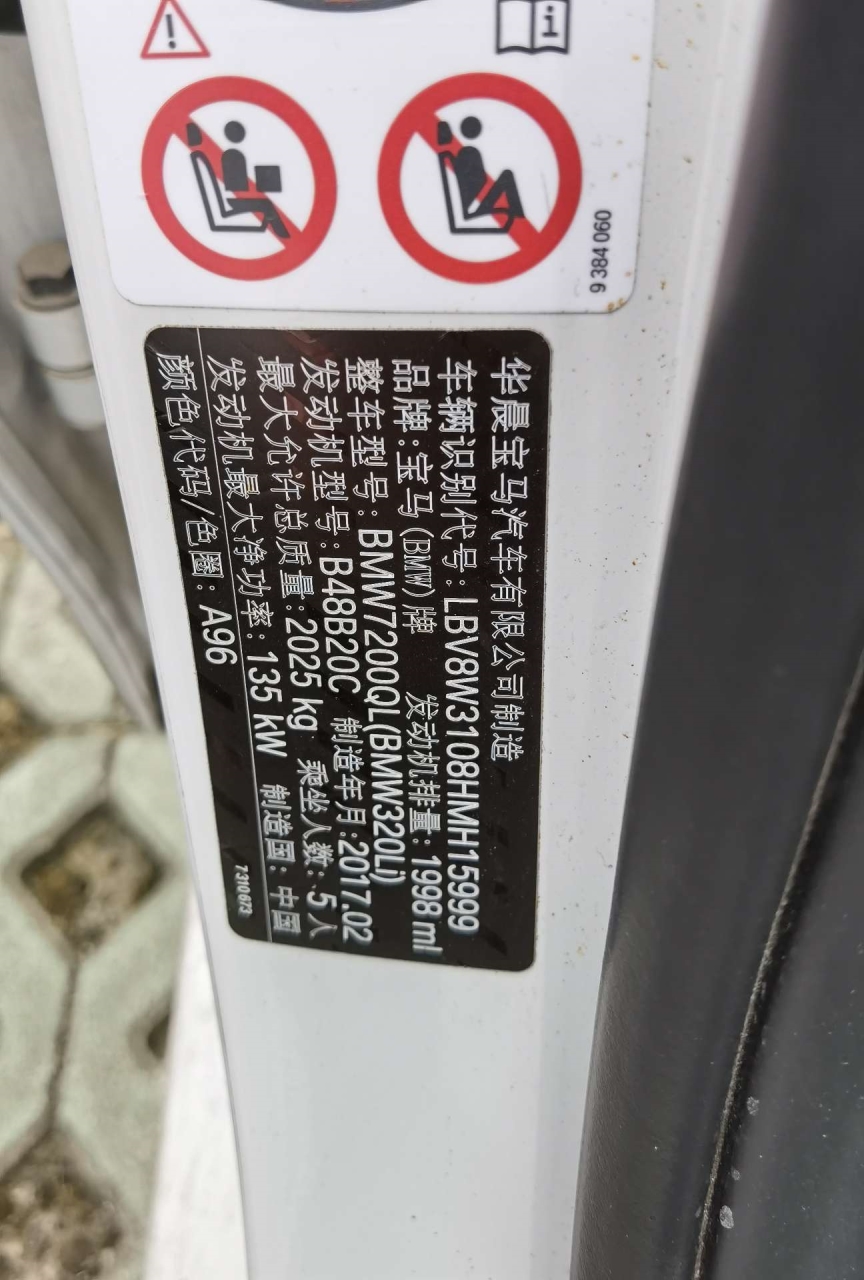 9 384 060
华晨宝马汽车有限公司制造
车辆识别代号: LBV8W3108HMH15999
品牌: 宝马(BMW)牌 发动机排量: 1998 ml
整车型号: BMW7200QL(BMW320Li)
发动机型号: B48B20C 制造年月: 2017.02
最大允许总质量: 2025 kg 乘坐人数: 5 人
发动机最大净功率: 135 kW 制造国: 中国
颜色代码/色圈: A96
7 310 673